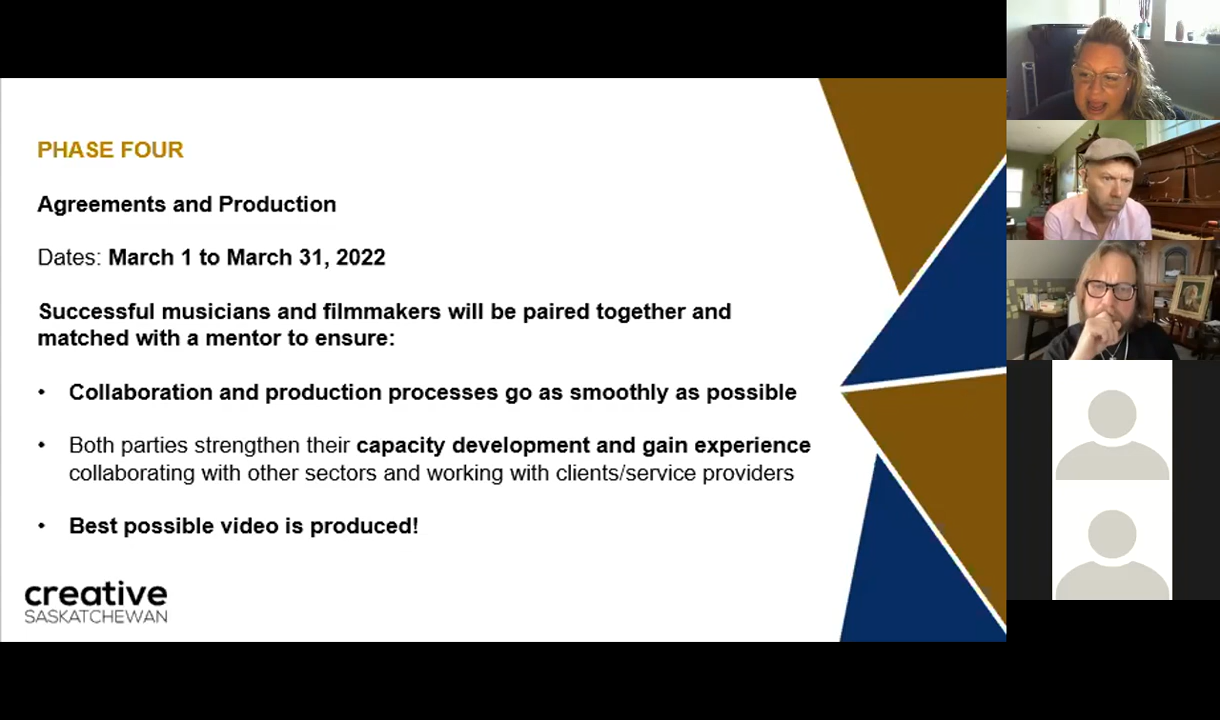 PHASE FOUR
Agreements and Production
Dates: March 1 to March 31, 2022
Successful musicians and filmmakers will be paired together and
matched with a mentor to ensure:
• Collaboration and production processes go as smoothly as possible
• Both parties strengthen their capacity development and gain experience
collaborating with other sectors and working with clients/service providers
• Best possible video is produced!
creative
SASKATCHEWAN